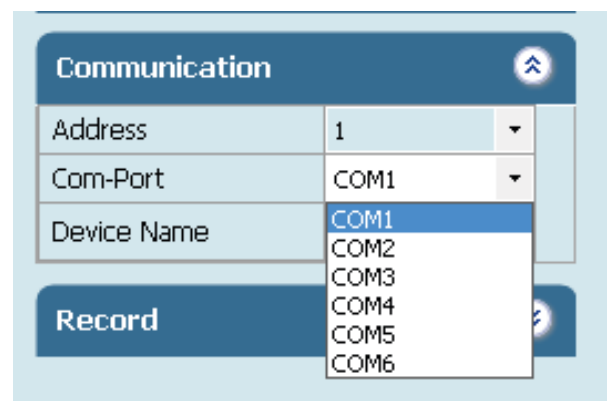 Communication
Address 1
Com-Port COM1
Device Name
COM1
COM2
COM3
COM4
COM5
COM6
Record